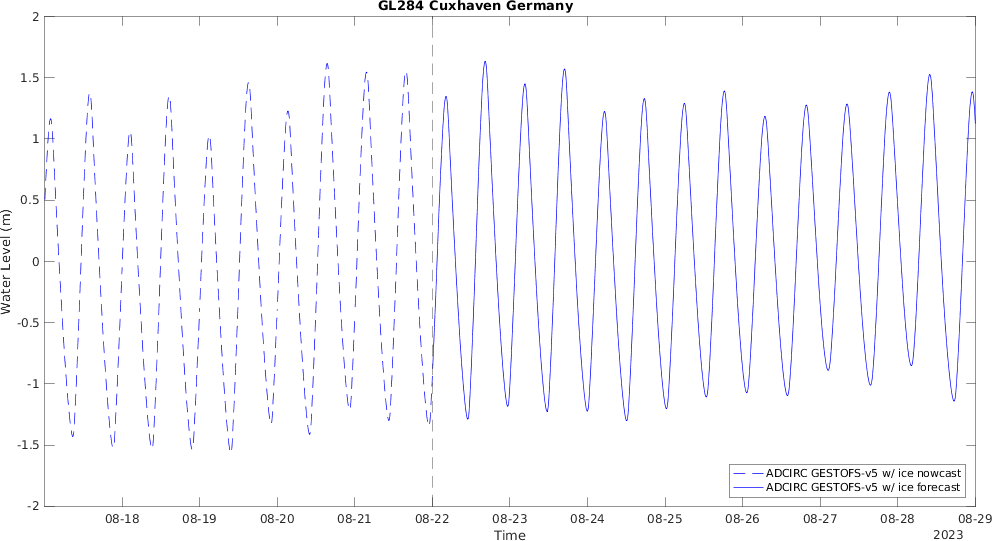 GL284 Cuxhaven Germany
2
1.5
1
0.5
0
-0.5
-1
-1.5
-2
Water Level (m)
08-18 08-19 08-20 08-21 08-22 08-23 08-24 08-25 08-26 08-27 08-28 08-29
Time
2023
ADCIRC GESTOFS-v5 w/ ice nowcast
ADCIRC GESTOFS-v5 w/ ice forecast